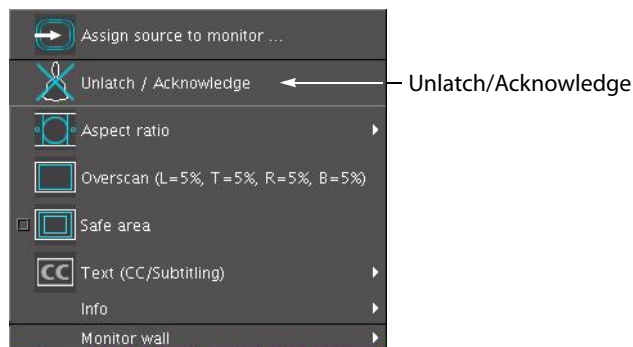 Assign source to monitor ...
Unlatch / Acknowledge
Unlatch/Acknowledge
Aspect ratio
Overscan (L=5%, T=5%, R=5%, B=5%)
Safe area
CC Text (CC/Subtitling)
Info
Monitor wall